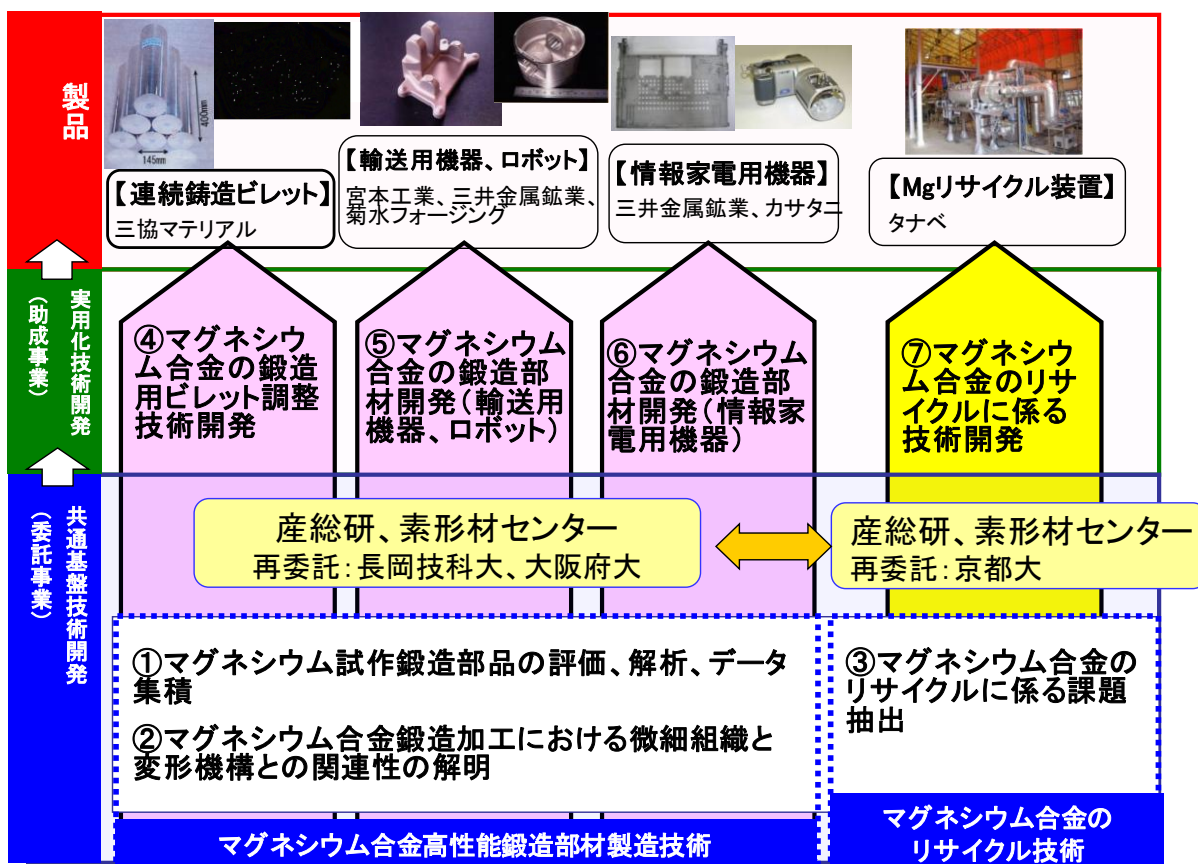 製品
400mm
145mm
【連続鋳造ビレット】
三協マテリアル
【輸送用機器、ロボット】
宮本工業、三井金属鉱業、
菊水フォージング
【情報家電用機器】
三井金属鉱業、カサタニ
【Mgリサイクル装置】
タナベ
実用化技術開発
（助成事業）
④マグネシウ
ム合金の鍛造
用ビレット調整
技術開発
⑤マグネシウム
合金の鍛造部
材開発（輸送用
機器、ロボット）
⑥マグネシウム
合金の鍛造部
材開発（情報家
電用機器）
⑦マグネシウ
ム合金のリサ
イクルに係る
技術開発
共通基盤技術開発
（委託事業）
産総研、素形材センター
再委託：長岡技科大、大阪府大
産総研、素形材センター
再委託：京都大
①マグネシウム試作鍛造部品の評価、解析、データ
集積
②マグネシウム合金鍛造加工における微細組織と
変形機構との関連性の解明
③マグネシウム合金の
リサイクルに係る課題
抽出
マグネシウム合金高性能鍛造部材製造技術
マグネシウム合金の
リサイクル技術